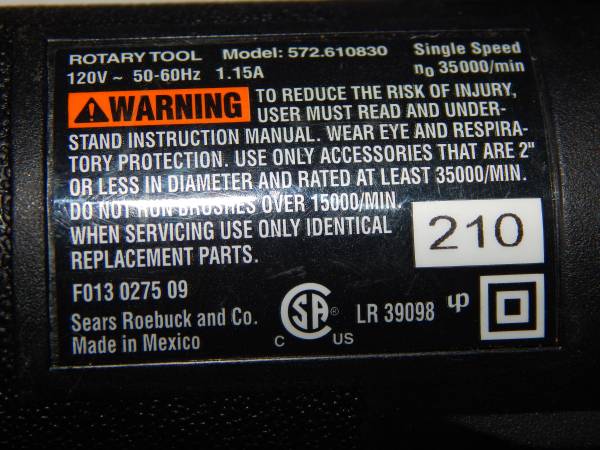 ROTARY TOOL Model: 572.610830 Single Speed
120V ~ 50-60Hz 1.15A n₀ 35000/min
WARNING TO REDUCE THE RISK OF INJURY,
USER MUST READ AND UNDER-
STAND INSTRUCTION MANUAL. WEAR EYE AND RESPIRA-
TORY PROTECTION. USE ONLY ACCESSORIES THAT ARE 2"
OR LESS IN DIAMETER AND RATED AT LEAST 35000/MIN.
DO NOT RUN BRUSHES OVER 15000/MIN.
WHEN SERVICING USE ONLY IDENTICAL
REPLACEMENT PARTS.
210
F013 0275 09
Sears Roebuck and Co.
Made in Mexico
C SA US
LR 39098